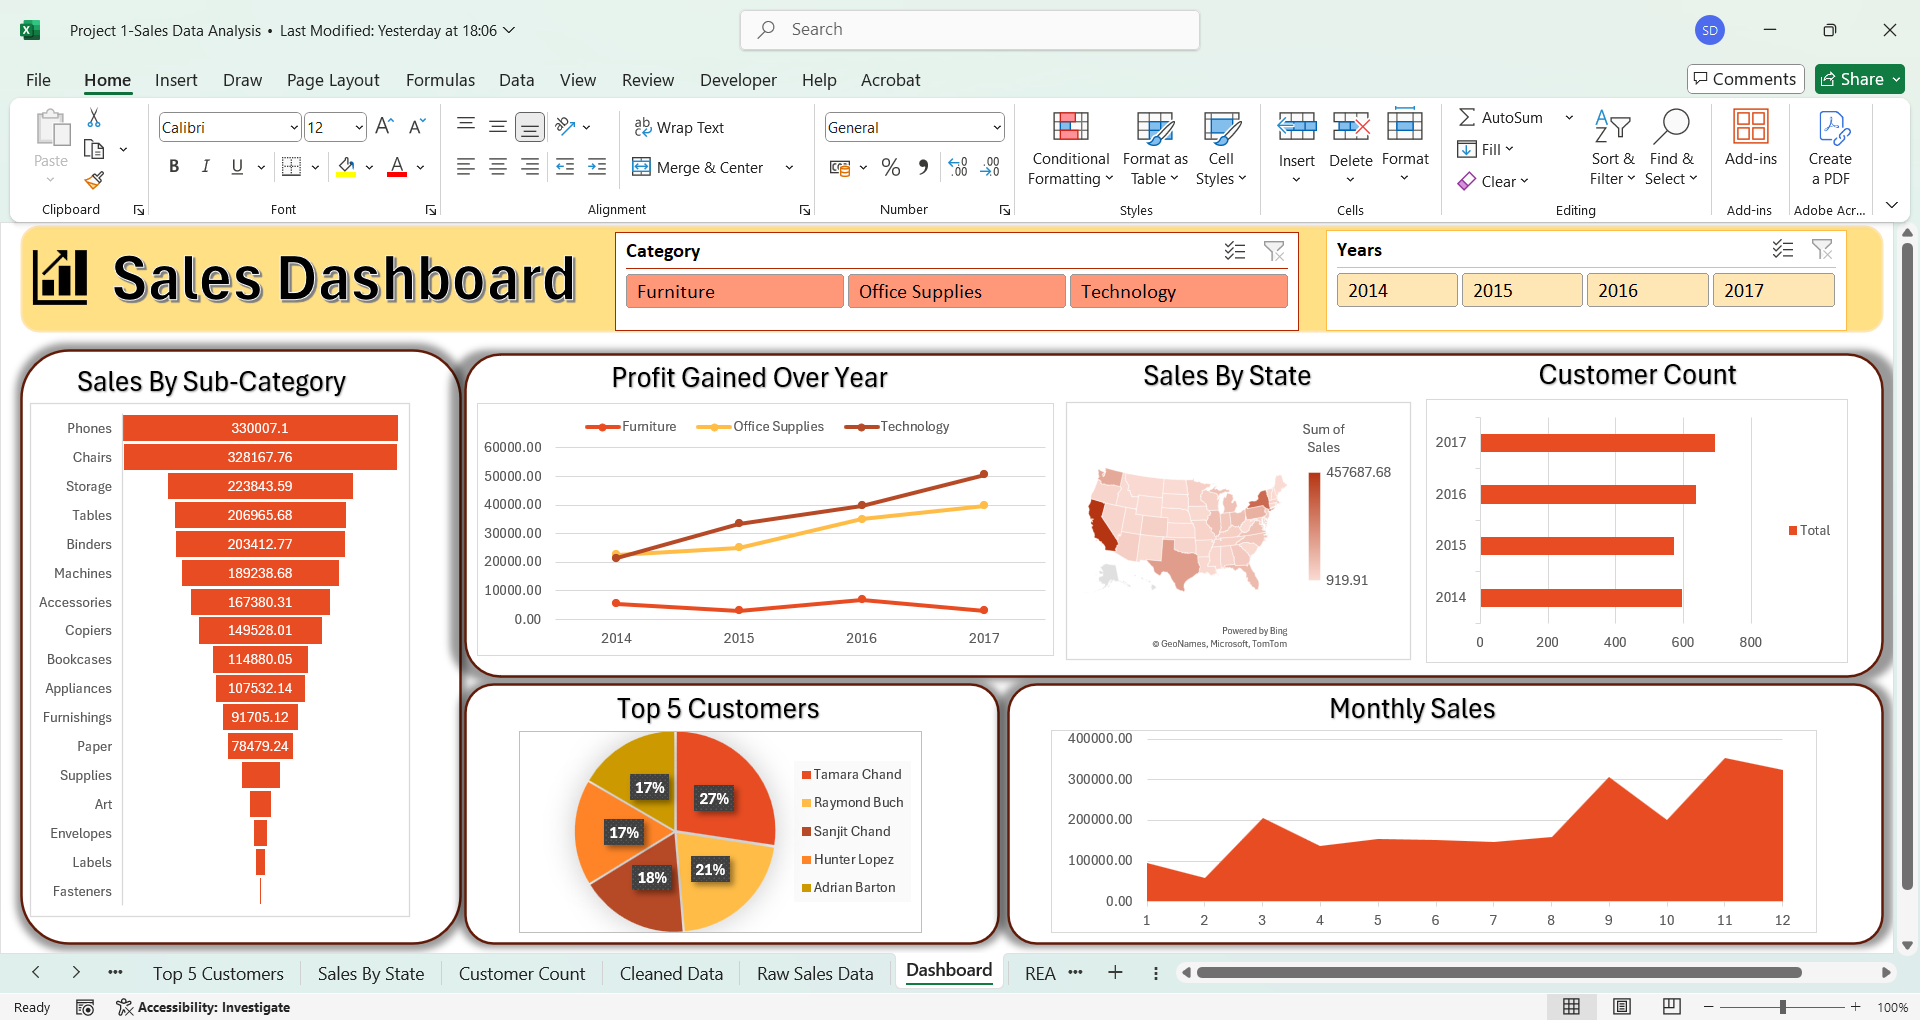 Project 1-Sales Data Analysis • Last Modified: Yesterday at 18:06
Search
SD
File Home Insert Draw Page Layout Formulas Data View Review Developer Help Acrobat
Comments
Share
Paste
Clipboard
Calibri
12
B I U
A
Font
ab Wrap Text
Merge & Center
Alignment
General
%
Number
Conditional
Formatting
Format as
Table
Cell
Styles
Styles
Insert
Delete
Format
Cells
AutoSum
Fill
Clear
Sort &
Filter
Find &
Select
Editing
Add-ins
Add-ins
Create
a PDF
Adobe Acr...
Sales Dashboard
Category
Furniture
Office Supplies
Technology
Years
2014
2015
2016
2017
Sales By Sub-Category
Phones 330007.1
Chairs 328167.76
Storage 223843.59
Tables 206965.68
Binders 203412.77
Machines 189238.68
Accessories 167380.31
Copiers 149528.01
Bookcases 114880.05
Appliances 107532.14
Furnishings 91705.12
Paper 78479.24
Supplies
Art
Envelopes
Labels
Fasteners
Profit Gained Over Year
Furniture Office Supplies Technology
60000.00
50000.00
40000.00
30000.00
20000.00
10000.00
0.00
2014 2015 2016 2017
Sales By State
Sum of
Sales
457687.68
919.91
Powered by Bing
© GeoNames, Microsoft, TomTom
Customer Count
2017
2016
2015
2014
0 200 400 600 800
Total
Top 5 Customers
17%
27%
17%
18%
21%
Tamara Chand
Raymond Buch
Sanjit Chand
Hunter Lopez
Adrian Barton
Monthly Sales
400000.00
300000.00
200000.00
100000.00
0.00
1 2 3 4 5 6 7 8 9 10 11 12
Top 5 Customers Sales By State Customer Count Cleaned Data Raw Sales Data Dashboard REA
Ready
Accessibility: Investigate
100%